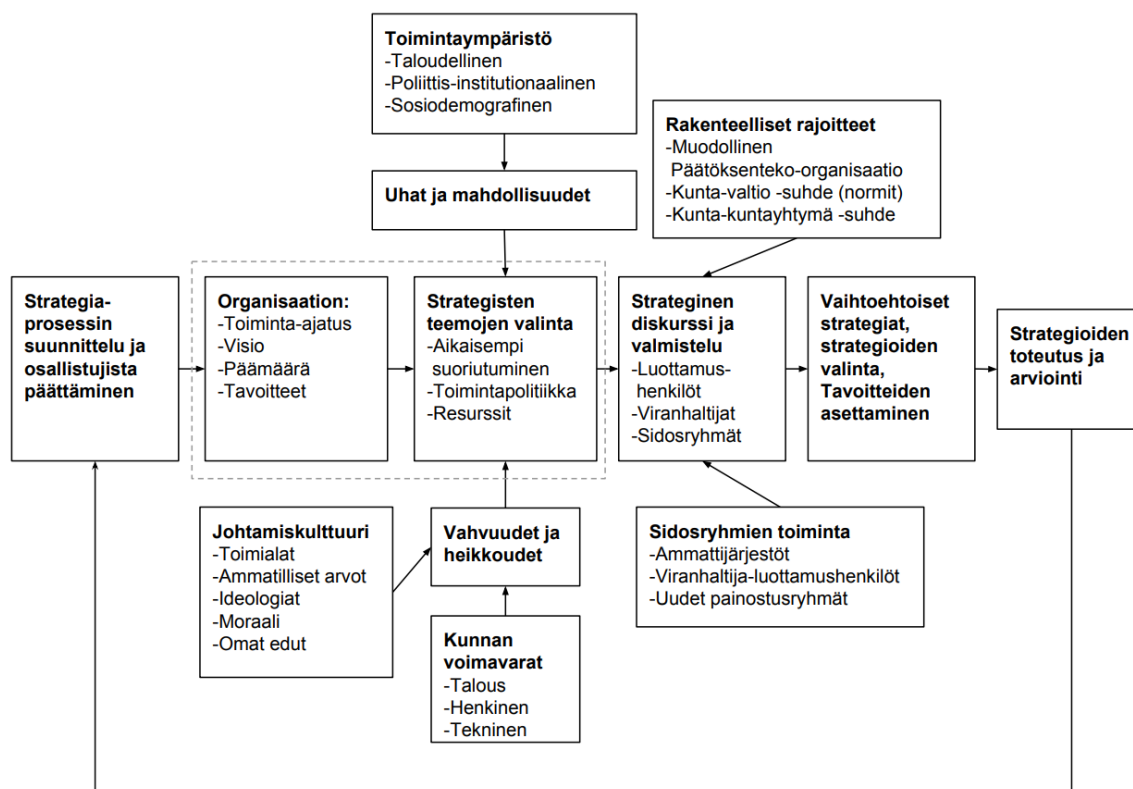 Toimintaympäristö
-Taloudellinen
-Poliittis-institutionaalinen
-Sosiodemografinen
Rakenteelliset rajoitteet
-Muodollinen
Päätöksenteko-organisaatio
-Kunta-valtio -suhde (normit)
-Kunta-kuntayhtymä -suhde
Uhat ja mahdollisuudet
Strategia-
prosessin
suunnittelu ja
osallistujista
päättäminen
Organisaation:
-Toiminta-ajatus
-Visio
-Päämäärä
-Tavoitteet
Strategisten
teemojen valinta
-Aikaisempi
suoriutuminen
-Toimintapolitiikka
-Resurssit
Strateginen
diskurssi ja
valmistelu
-Luottamus-
henkilöt
-Viranhaltijat
-Sidosryhmät
Vaihtoehtoiset
strategiat,
strategioiden
valinta,
Tavoitteiden
asettaminen
Strategioiden
toteutus ja
arviointi
Johtamiskulttuuri
-Toimialat
-Ammatilliset arvot
-Ideologiat
-Moraali
-Omat edut
Vahvuudet ja
heikkoudet
Kunnan
voimavarat
-Talous
-Henkinen
-Tekninen
Sidosryhmien toiminta
-Ammattijärjestöt
-Viranhaltija-luottamushenkilöt
-Uudet painostusryhmät